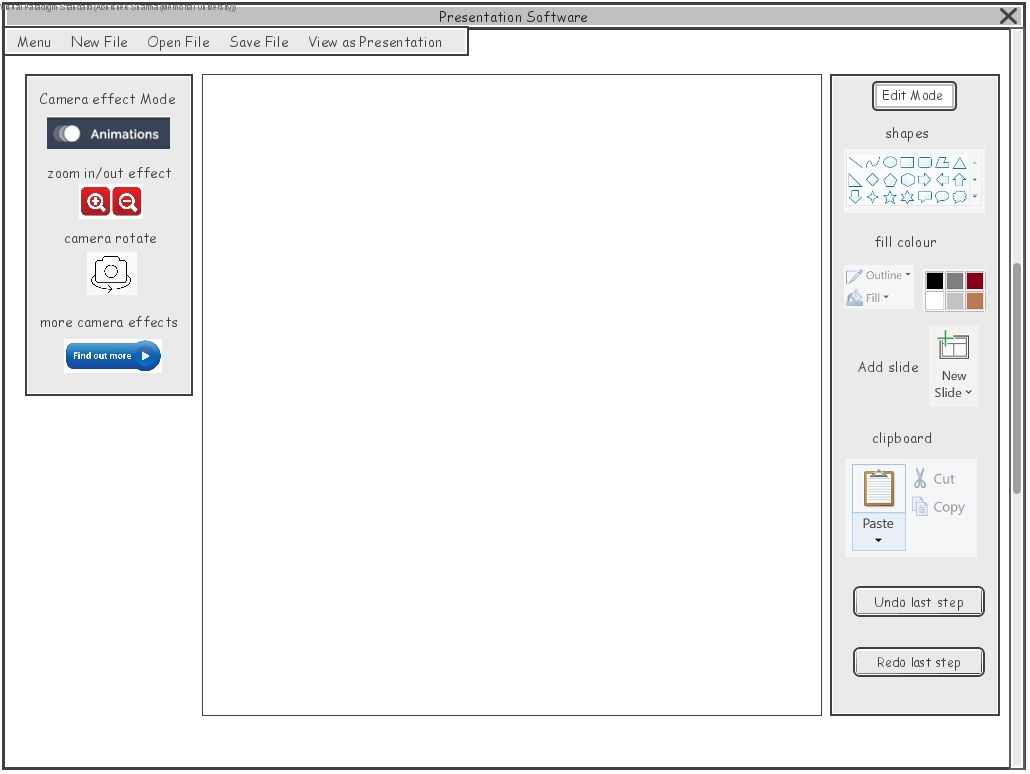 Visual Paradigm Standard(Abhishek Sharma(Memorial University))
Presentation Software
Menu New File Open File Save File View as Presentation
Camera effect Mode
Animations
zoom in/out effect
camera rotate
more camera effects
Find out more
Edit Mode
shapes
fill colour
Outline
Fill
Add slide
New
Slide
clipboard
Paste
Cut
Copy
Undo last step
Redo last step